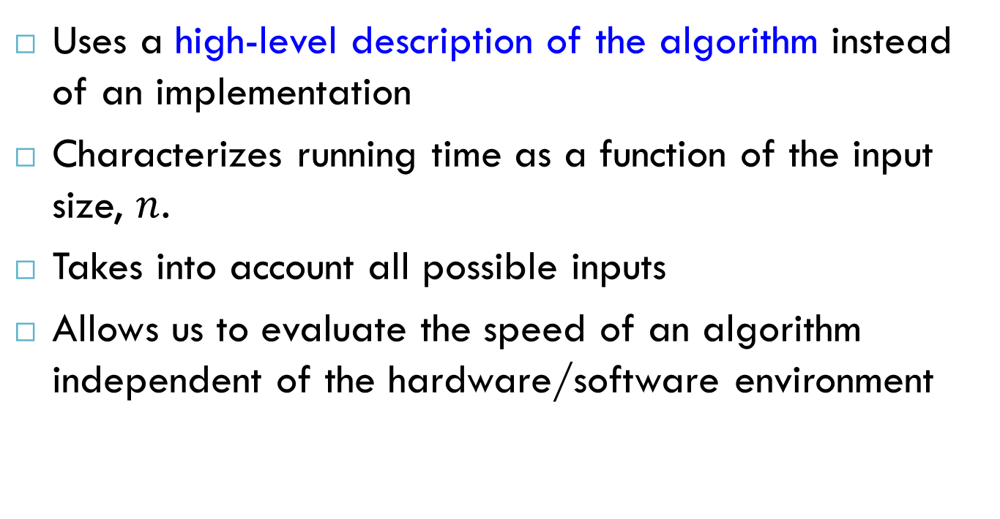 Uses a high-level description of the algorithm instead
of an implementation
Characterizes running time as a function of the input
size, n.
Takes into account all possible inputs
Allows us to evaluate the speed of an algorithm
independent of the hardware/software environment